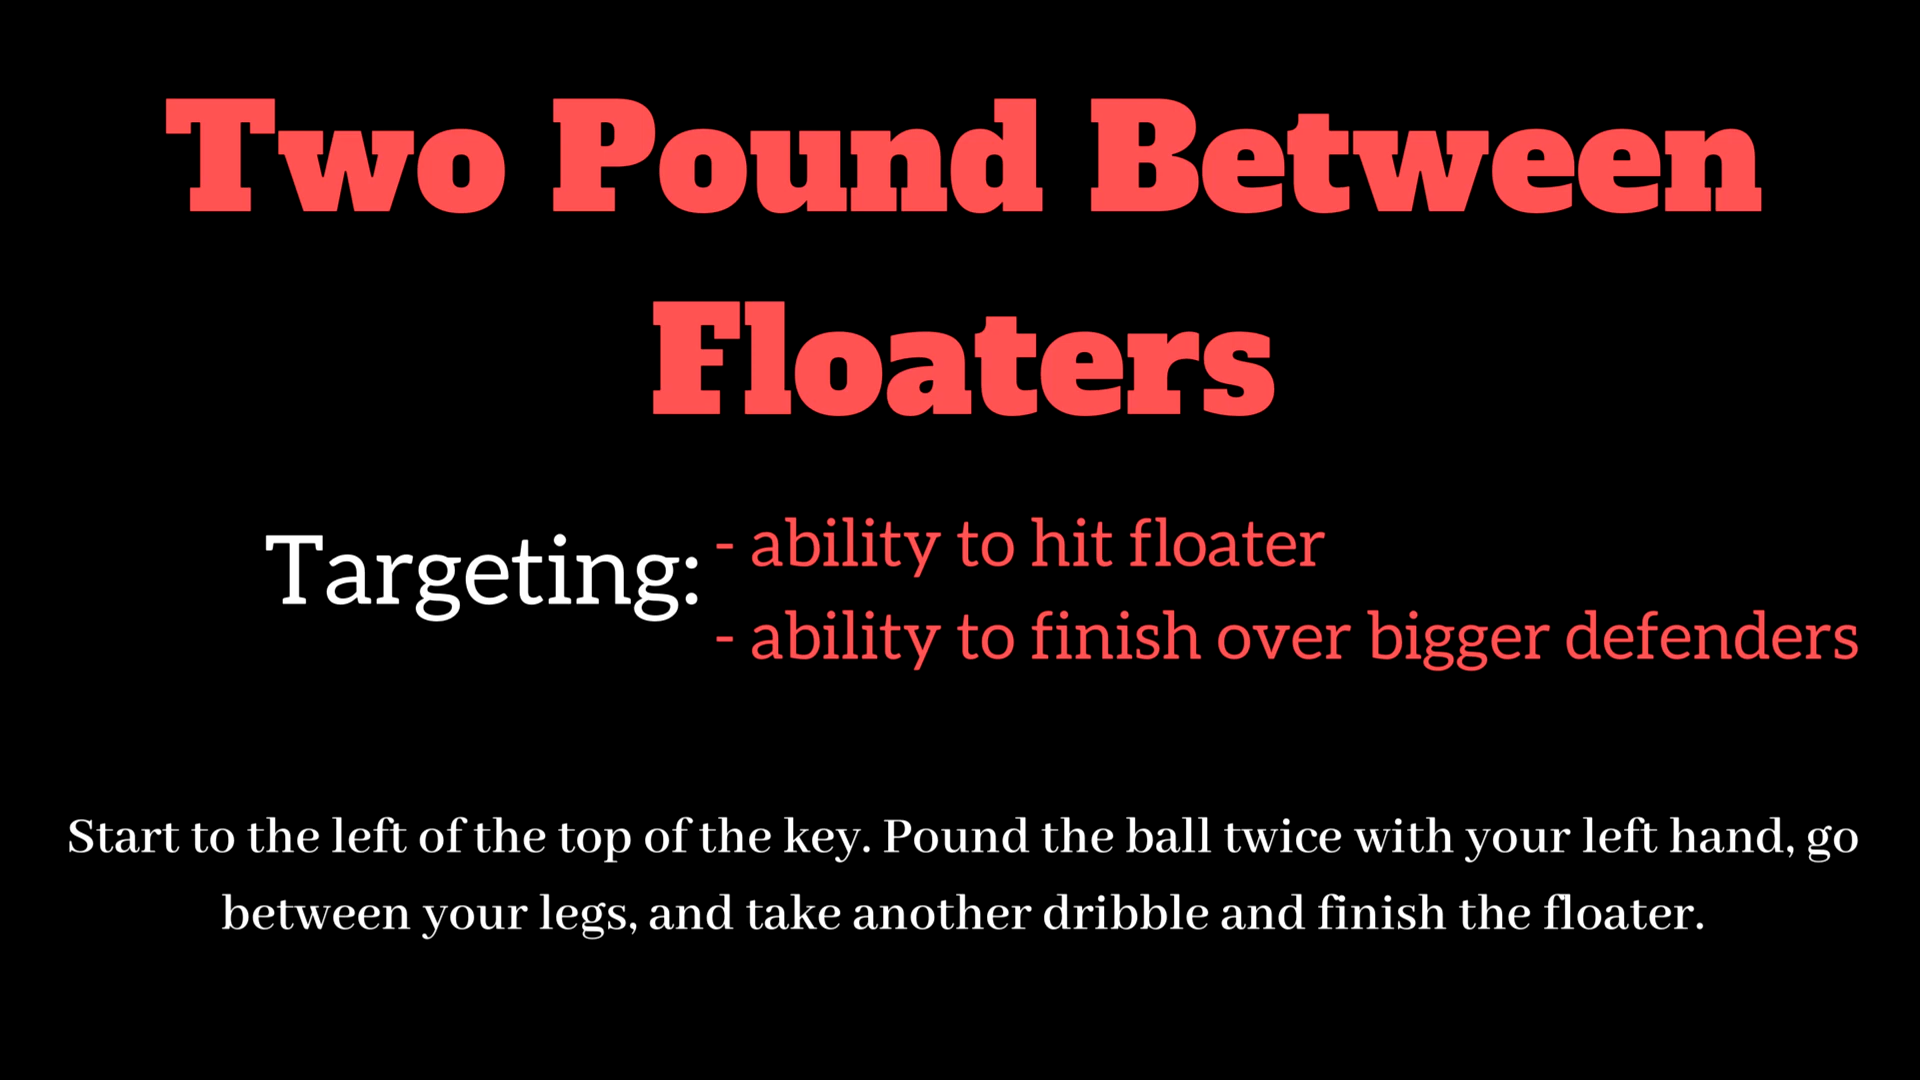 Two Pound Between
Floaters
Targeting:
- ability to hit floater
- ability to finish over bigger defenders
Start to the left of the top of the key. Pound the ball twice with your left hand, go
between your legs, and take another dribble and finish the floater.